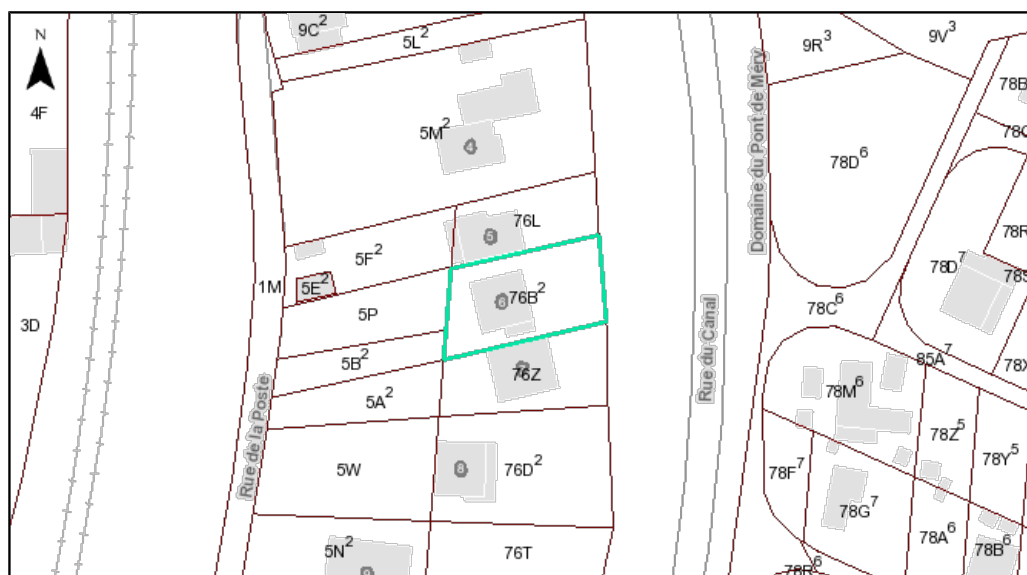 9C²
5L²
9R³
9V³
N
78B
4F
78C
5M²
4
Domaine du Pont de Méry
78D⁶
76L
78R
5
5F²
78D⁷
78S
1M
5E²
76B²
6
78C⁶
5P
3D
Rue du Canal
5B²
85A⁷
78X
76Z
5A²
78M⁶
Rue de la Poste
78Z⁵
78Y⁵
5W
8
76D²
78F⁷
78G⁷
78A⁶
5N²
76T
78B⁶